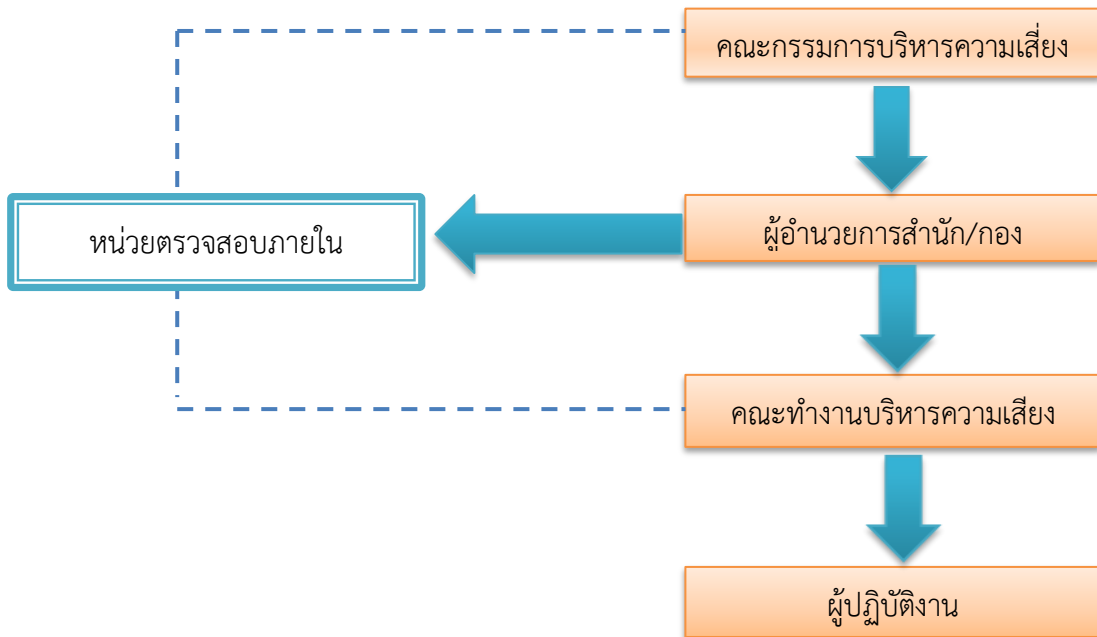 คณะกรรมการบริหารความเสี่ยง
หน่วยตรวจสอบภายใน
ผู้อำนวยการสำนัก/กอง
คณะทำงานบริหารความเสียง
ผู้ปฏิบัติงาน